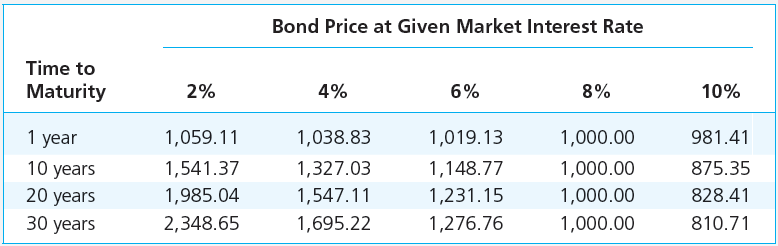 Bond Price at Given Market Interest Rate
Time to
Maturity 2% 4% 6% 8% 10%
1 year 1,059.11 1,038.83 1,019.13 1,000.00 981.41
10 years 1,541.37 1,327.03 1,148.77 1,000.00 875.35
20 years 1,985.04 1,547.11 1,231.15 1,000.00 828.41
30 years 2,348.65 1,695.22 1,276.76 1,000.00 810.71